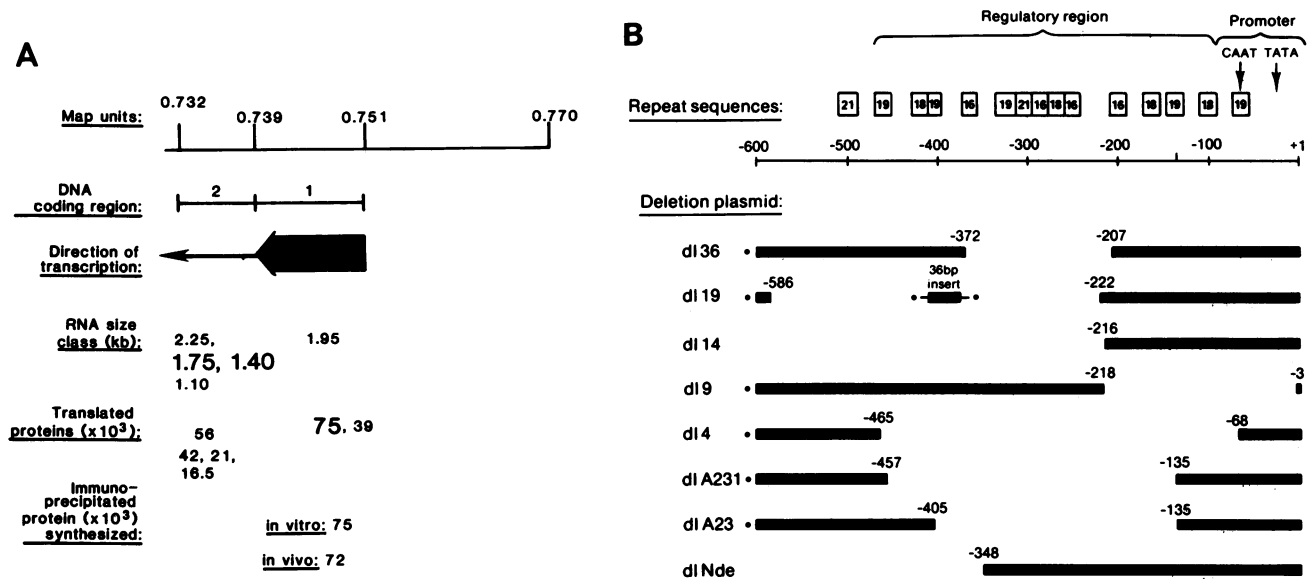 A
Map units:
0.732
0.739
0.751
0.770
DNA
coding region:
2
1
Direction of
transcription:
RNA size
class (kb):
2.25,
1.95
1.75, 1.40
1.10
Translated
proteins (x10³):
56
75, 39
42, 21,
16.5
Immuno-
precipitated
protein (x10³)
synthesized:
in vitro: 75
in vivo: 72
B
Regulatory region
Promoter
CAAT TATA
Repeat sequences:
21 19 18 19 16 19 21 16 18 16 16 16 19 18 19
-600 -500 -400 -300 -200 -100 +1
Deletion plasmid:
dl 36
-372
-207
dl 19
-586
36bp
insert
-222
dl 14
-216
dl 9
-218
-3
dl 4
-465
-68
dl A231
-457
-135
dl A23
-405
-135
dl Nde
-348